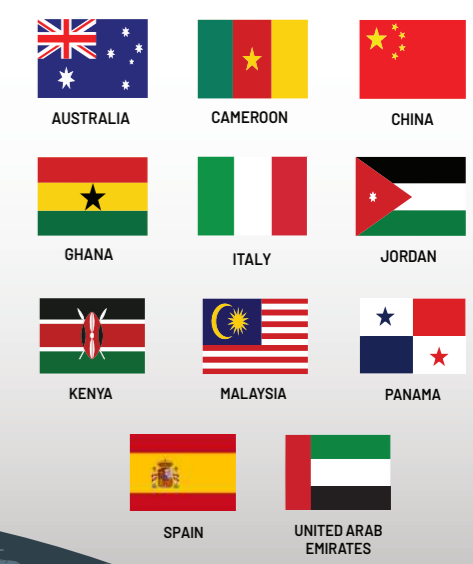 AUSTRALIA
CAMEROON
CHINA
GHANA
ITALY
JORDAN
KENYA
MALAYSIA
PANAMA
SPAIN
UNITED ARAB
EMIRATES